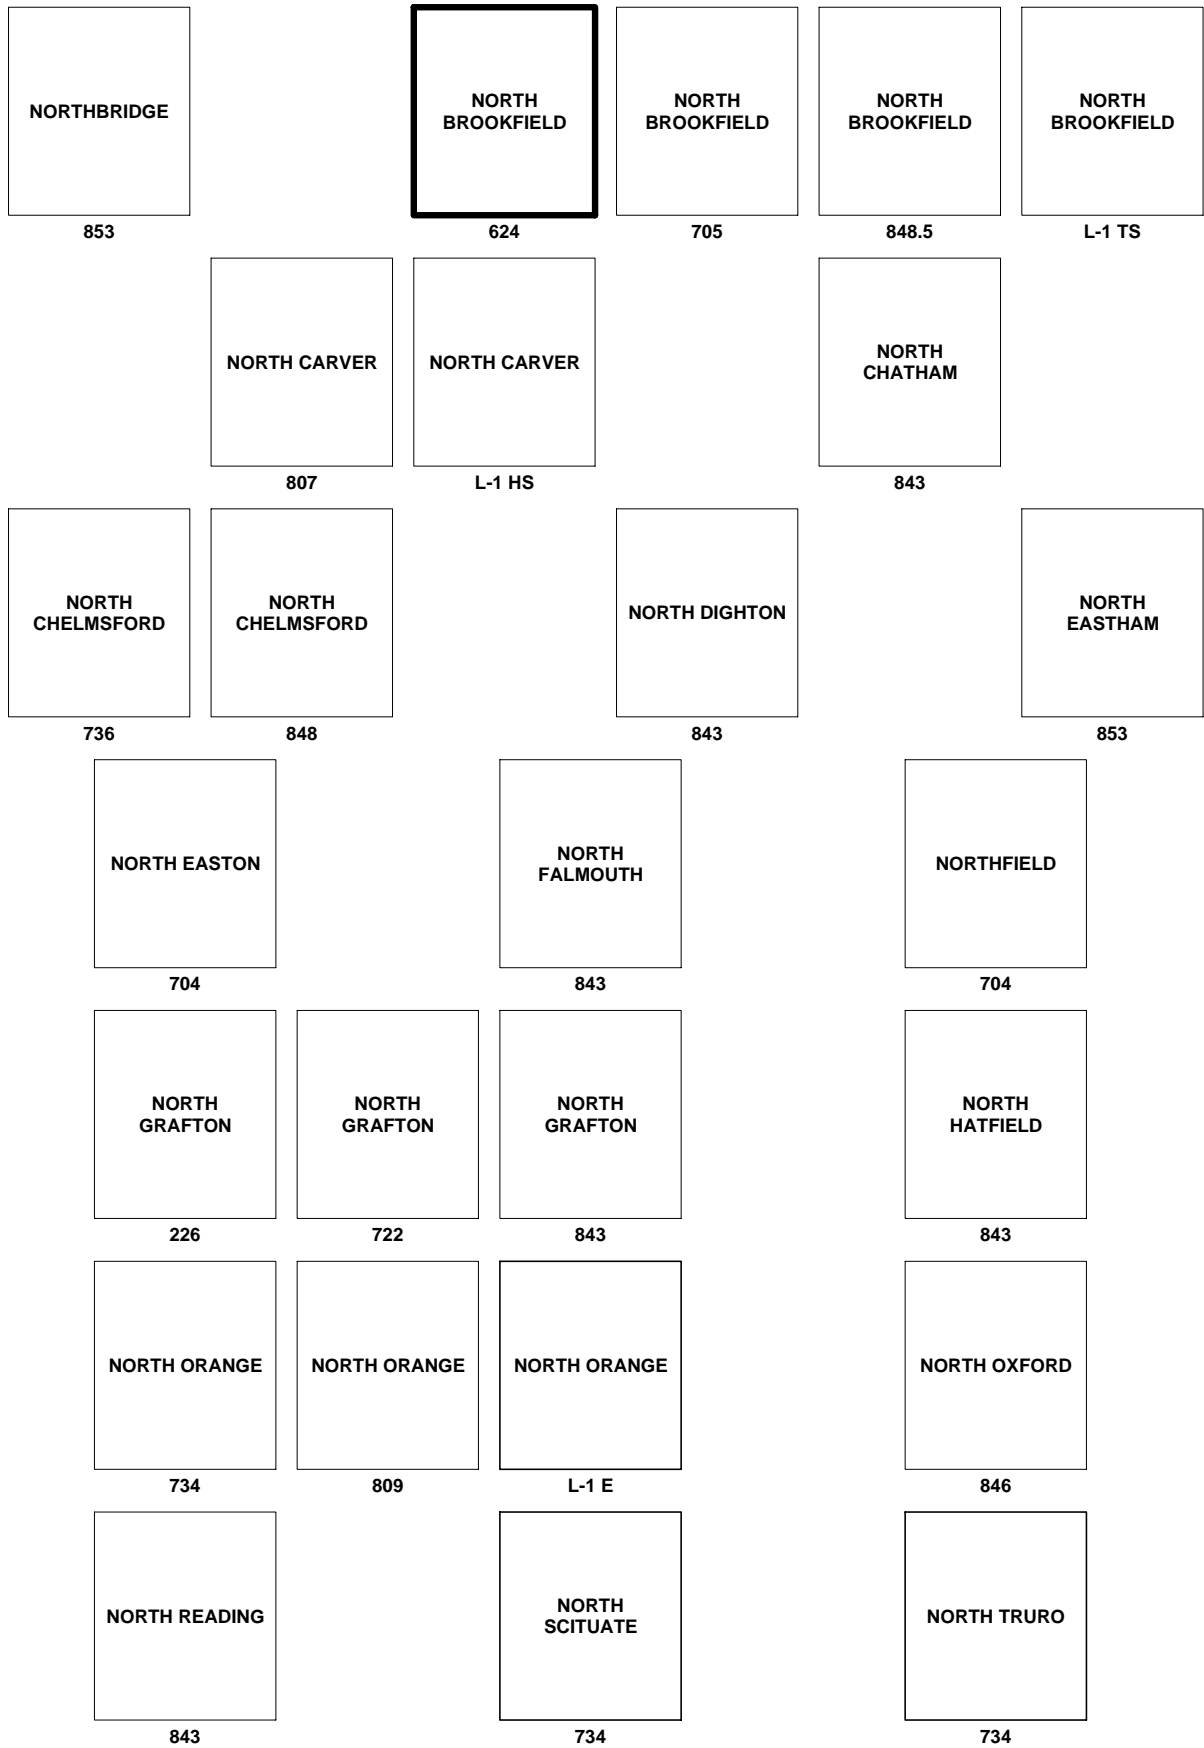 NORTHBRIDGE
853
NORTH
BROOKFIELD
624
NORTH
BROOKFIELD
705
NORTH
BROOKFIELD
848.5
NORTH
BROOKFIELD
L-1 TS
NORTH CARVER
807
NORTH CARVER
L-1 HS
NORTH
CHATHAM
843
NORTH
CHELMSFORD
736
NORTH
CHELMSFORD
848
NORTH DIGHTON
843
NORTH
EASTHAM
853
NORTH EASTON
704
NORTH
FALMOUTH
843
NORTHFIELD
704
NORTH
GRAFTON
226
NORTH
GRAFTON
722
NORTH
GRAFTON
843
NORTH
HATFIELD
843
NORTH ORANGE
734
NORTH ORANGE
809
NORTH ORANGE
L-1 E
NORTH OXFORD
846
NORTH READING
843
NORTH
SCITUATE
734
NORTH TRURO
734